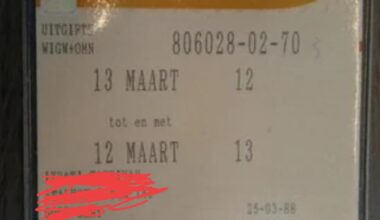 UITGIFTE
WIGW+OHN 806028-02-70
13 MAART 12
tot en met
12 MAART 13
25-03-88